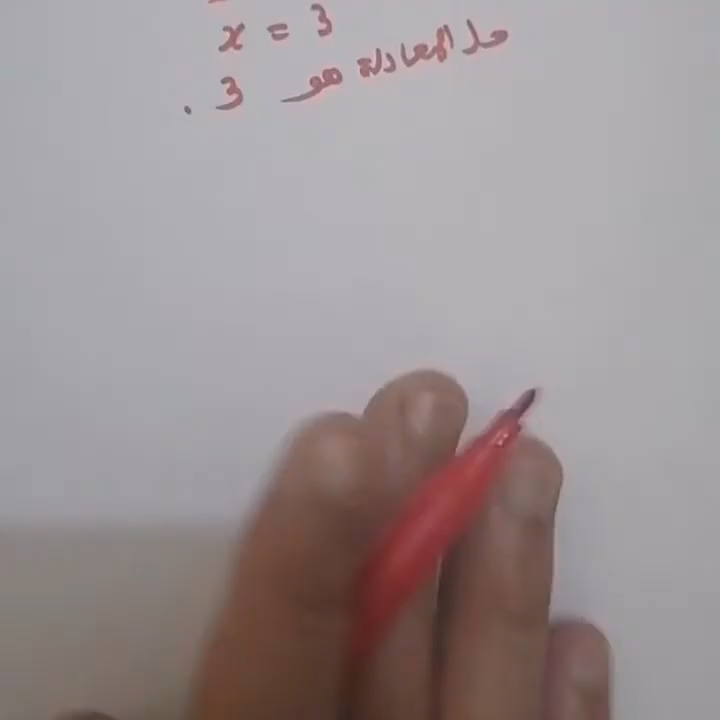 x = 3
حل المعادلة هو 3 .